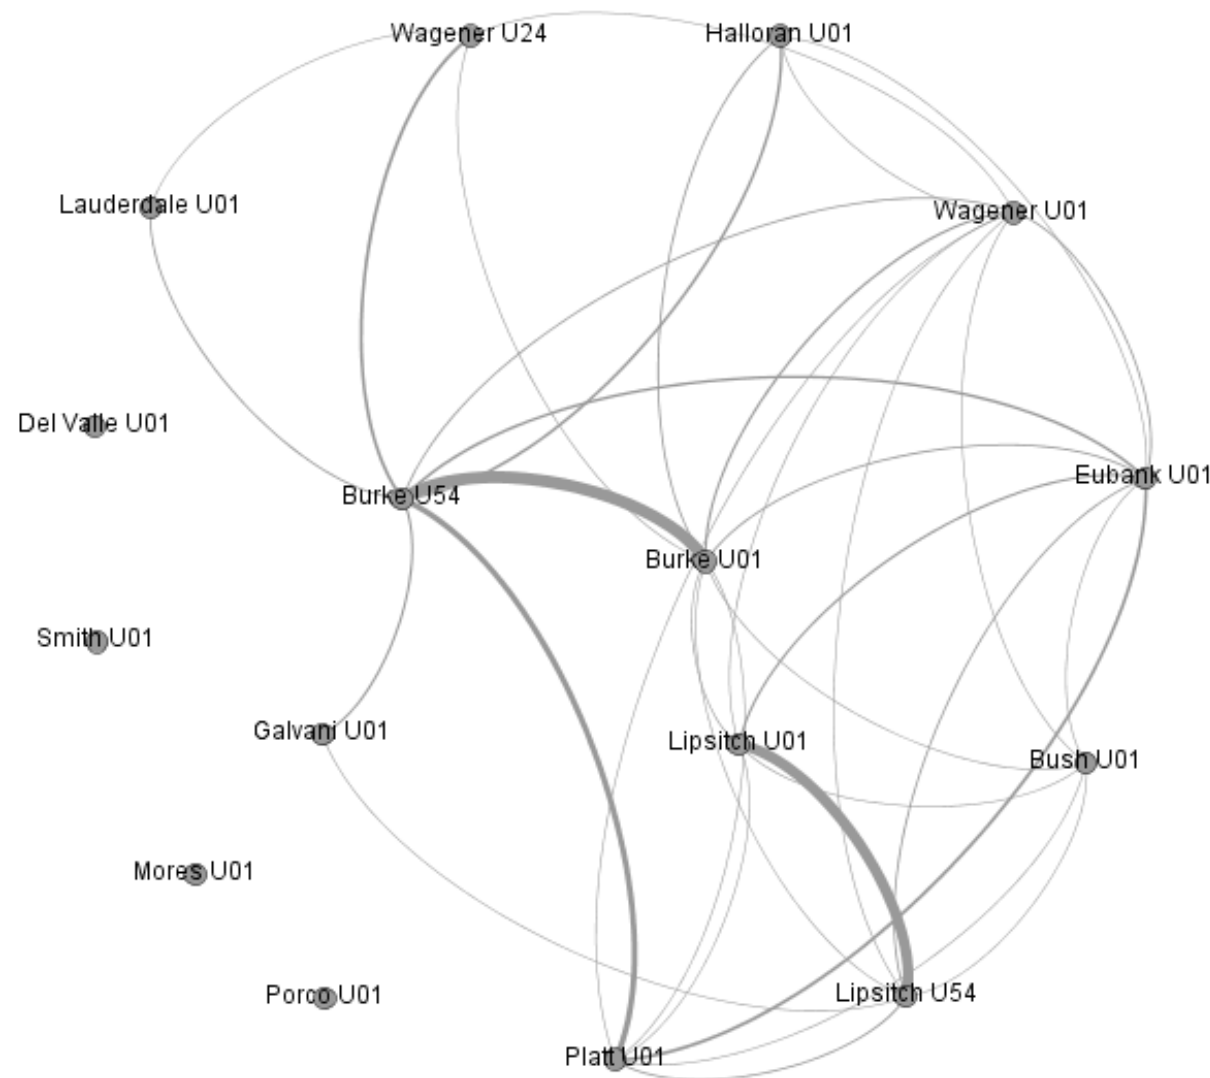 Wagener U24
Halloran U01
Lauderdale U01
Wagener U01
Del Valle U01
Eubank U01
Burke U54
Burke U01
Smith U01
Galvani U01
Lipsitch U01
Bush U01
Mores U01
Porco U01
Lipsitch U54
Platt U01